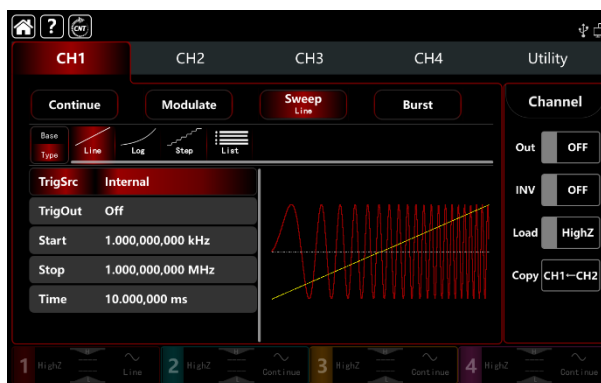 ? CNT
CH1 CH2 CH3 CH4 Utility
Continue Modulate Sweep Burst Channel
Line
Base
Type Line Log Step List
Out OFF
TrigSrc Internal
INV OFF
TrigOut Off
Start 1.000,000,000 kHz
Load HighZ
Stop 1.000,000,000 MHz
Copy CH1←CH2
Time 10.000,000 ms
1 HighZ Line 2 HighZ Continue 3 HighZ Continue 4 HighZ Continue